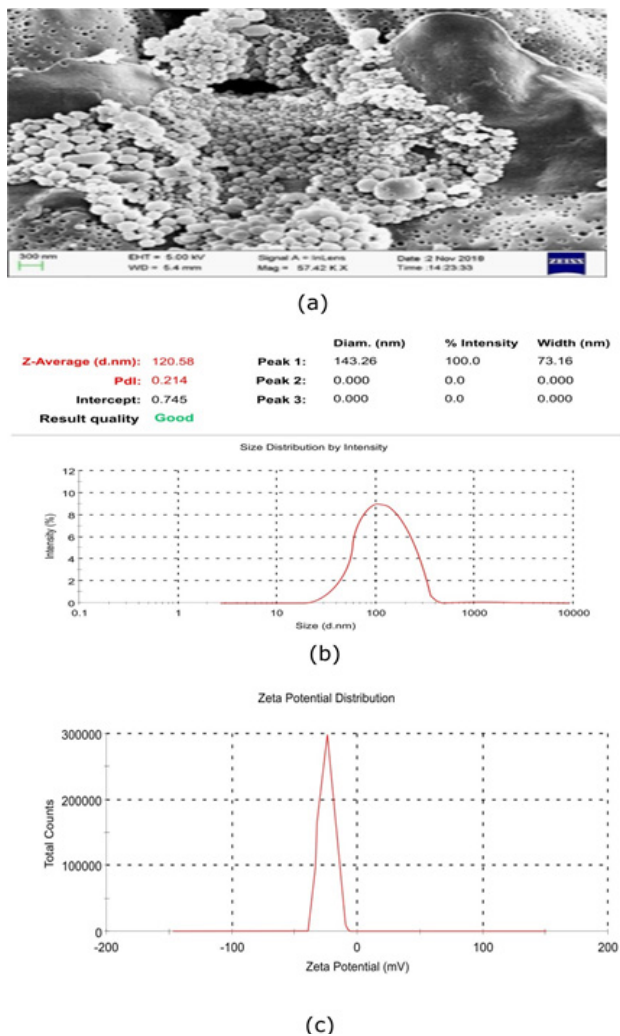 300 nm EHT = 5.00 kV Signal A = InLens Date :2 Nov 2018 ZEISS
WD = 5.4 mm Mag = 57.42 K X Time :14:23:33
(a)
Diam. (nm) % Intensity Width (nm)
Z-Average (d.nm): 120.58 Peak 1: 143.26 100.0 73.16
PdI: 0.214 Peak 2: 0.000 0.0 0.000
Intercept: 0.745 Peak 3: 0.000 0.0 0.000
Result quality Good
Size Distribution by Intensity
Intensity (%)
12
10
8
6
4
2
0
0.1 1 10 100 1000 10000
Size (d.nm)
(b)
Zeta Potential Distribution
Total Counts
300000
200000
100000
0
-200 -100 0 100 200
Zeta Potential (mV)
(c)